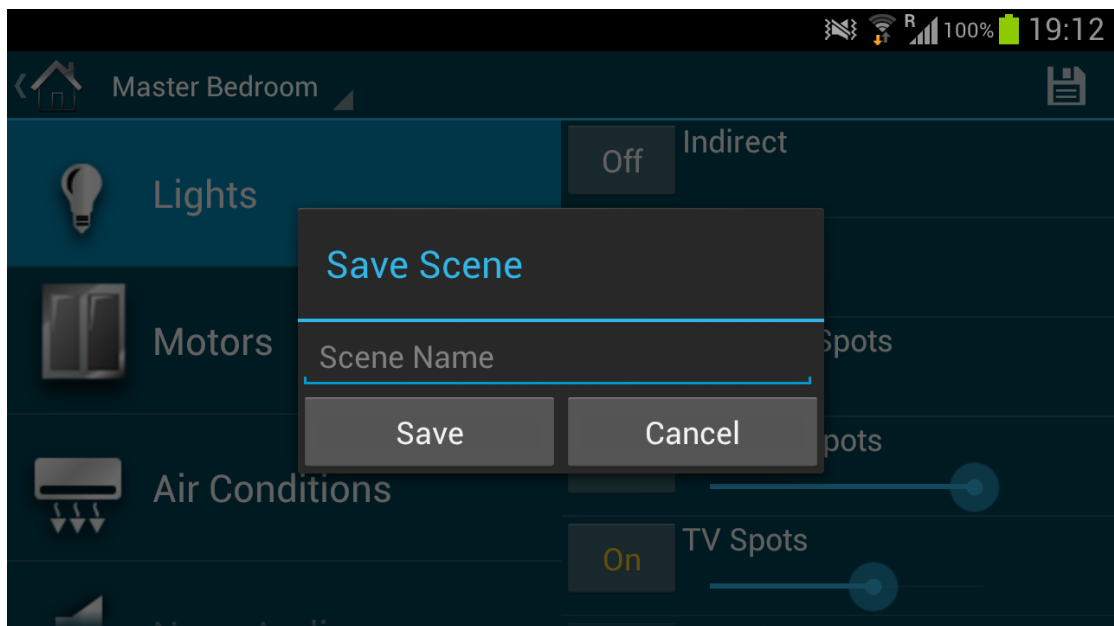 R 100% 19:12
Master Bedroom
Lights
Off
Indirect
Save Scene
Scene Name
Save
Cancel
Motors
Spots
pots
Air Conditions
On
TV Spots